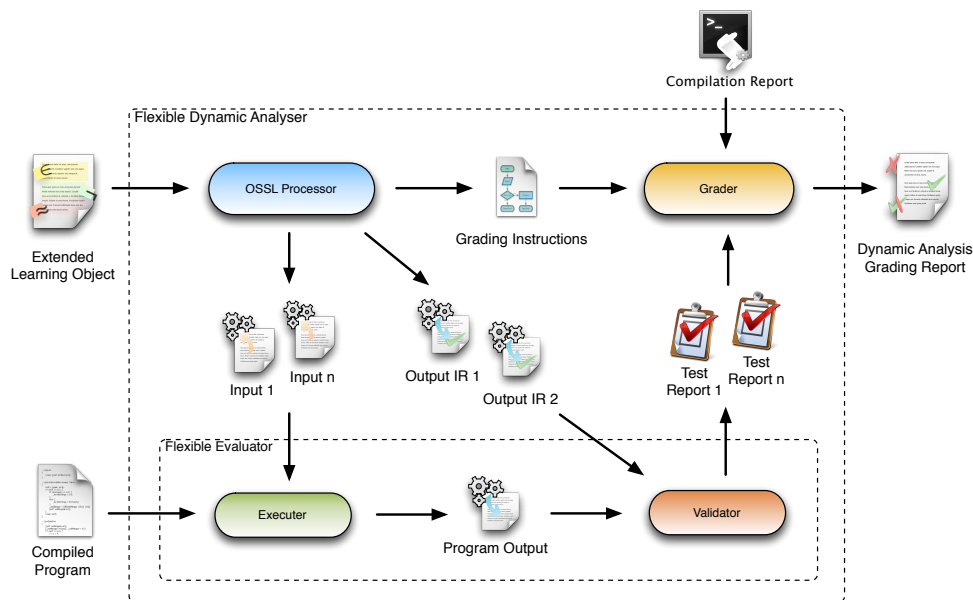 >_
Compilation Report
Flexible Dynamic Analyser
OSSL Processor
Grader
Extended
Learning Object
Grading Instructions
Dynamic Analysis
Grading Report
Input 1
Input n
Output IR 1
Output IR 2
Test
Report 1
Test
Report n
Flexible Evaluator
Executer
Validator
Compiled
Program
Program Output